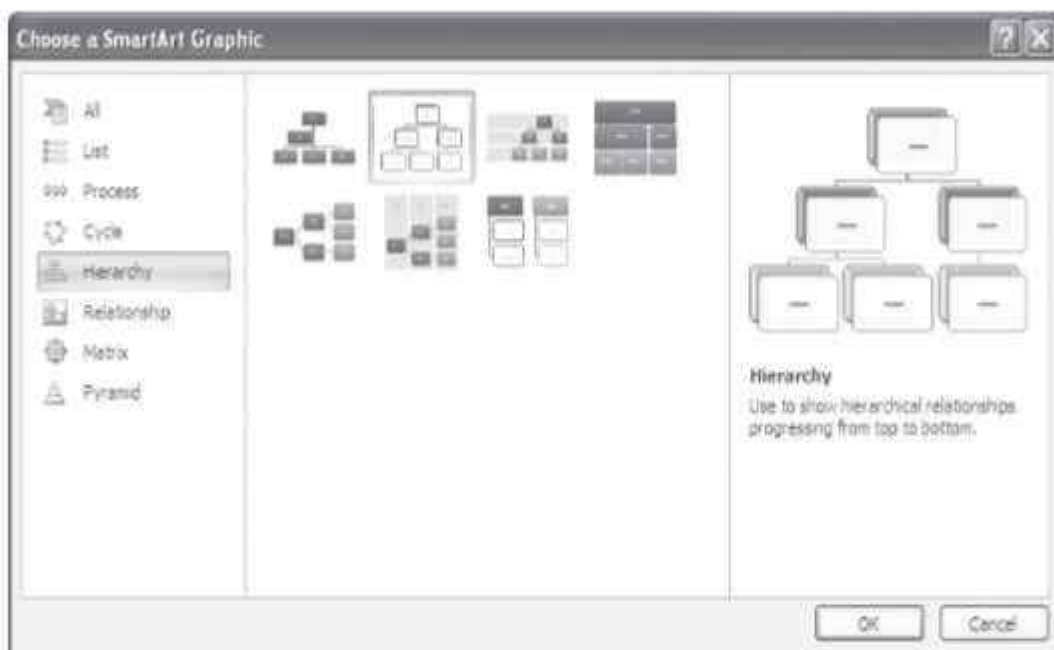 Choose a SmartArt Graphic
?
All
List
Process
Cycle
Hierarchy
Relationship
Matrix
Pyramid
Hierarchy
Use to show hierarchical relationships
progressing from top to bottom.
OK
Cancel